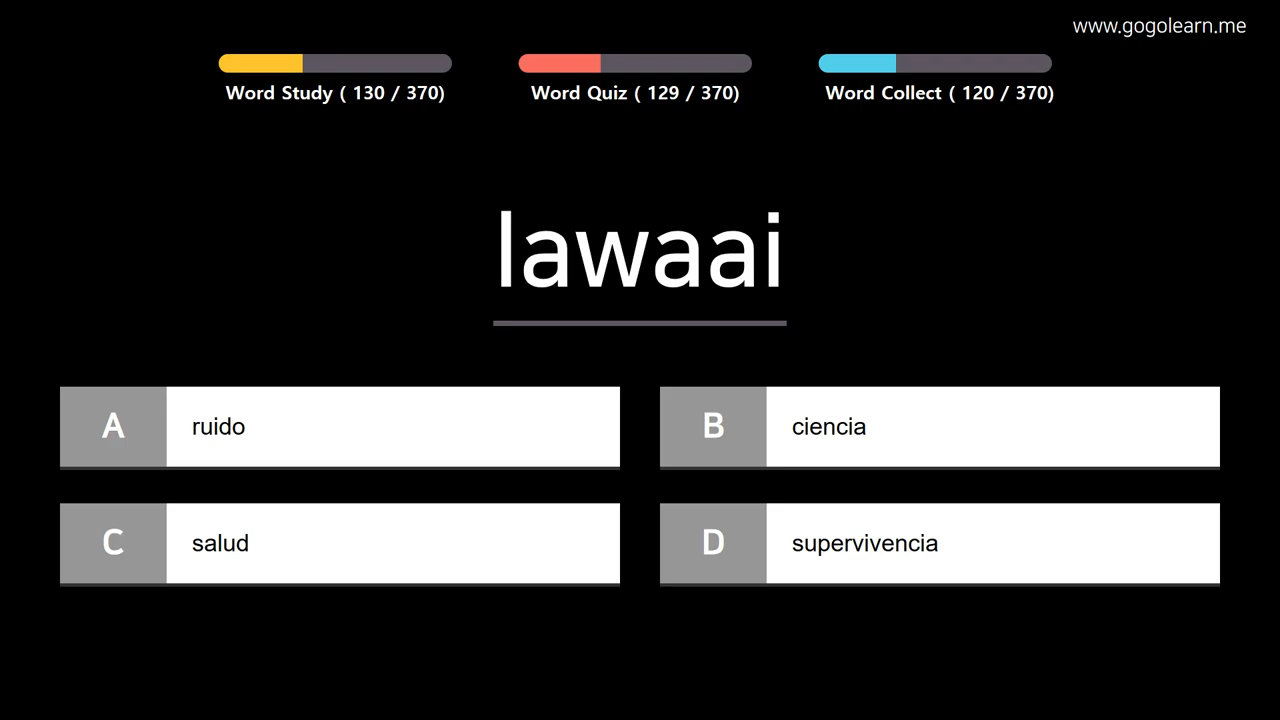 www.gogolearn.me
Word Study ( 130 / 370)
Word Quiz ( 129 / 370)
Word Collect ( 120 / 370)
lawaai
A ruido
B ciencia
C salud
D supervivencia